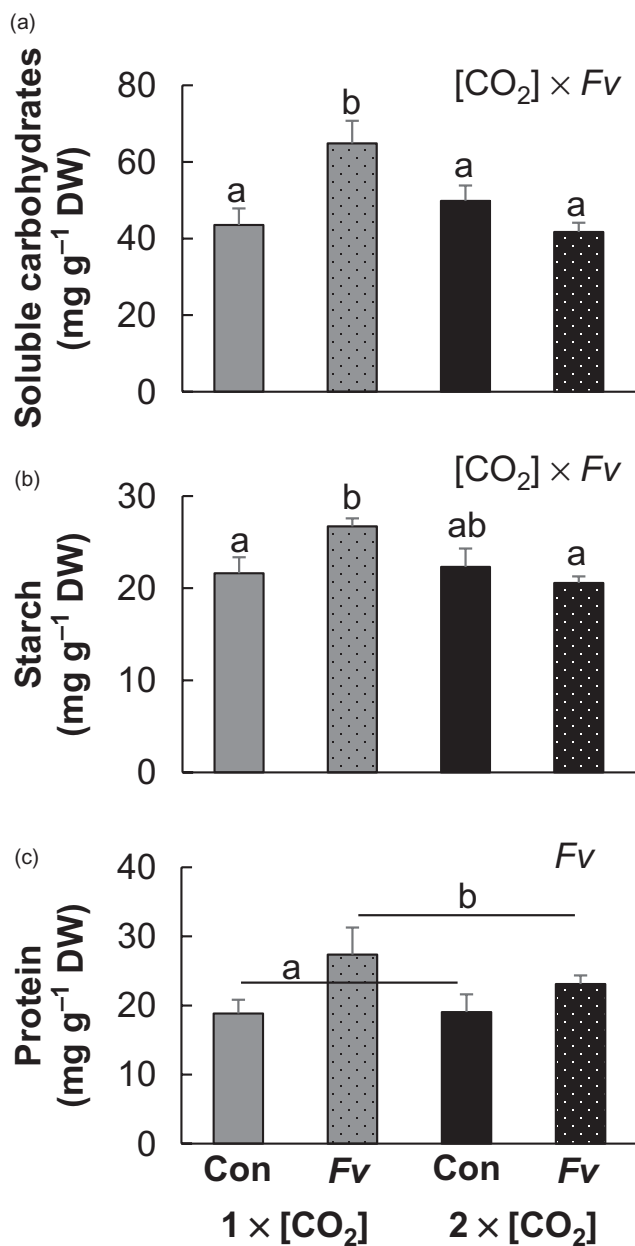 (a)
Soluble carbohydrates
(mg g⁻¹ DW)
[CO₂] × Fv
80
60
40
20
0
a
b
a
a
(b)
Starch
(mg g⁻¹ DW)
[CO₂] × Fv
30
20
10
0
a
b
ab
a
(c)
Protein
(mg g⁻¹ DW)
Fv
40
30
20
10
0
a
b
Con Fv Con Fv
1 × [CO₂] 2 × [CO₂]